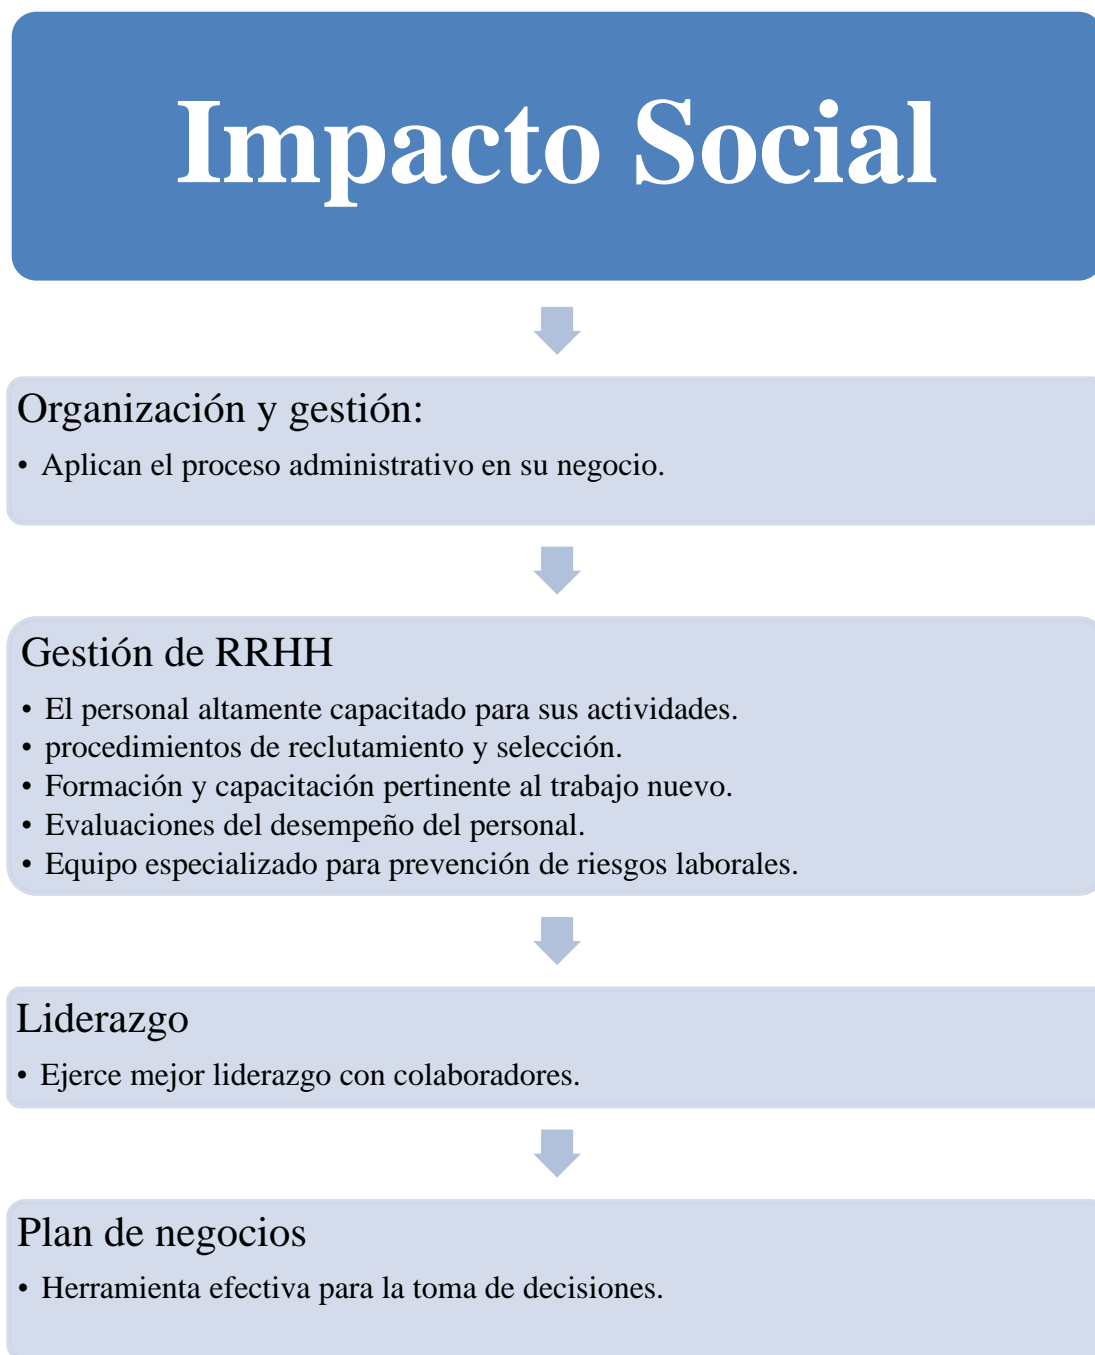 Impacto Social
Organización y gestión:
• Aplican el proceso administrativo en su negocio.
Gestión de RRHH
• El personal altamente capacitado para sus actividades.
• procedimientos de reclutamiento y selección.
• Formación y capacitación pertinente al trabajo nuevo.
• Evaluaciones del desempeño del personal.
• Equipo especializado para prevención de riesgos laborales.
Liderazgo
• Ejerce mejor liderazgo con colaboradores.
Plan de negocios
• Herramienta efectiva para la toma de decisiones.